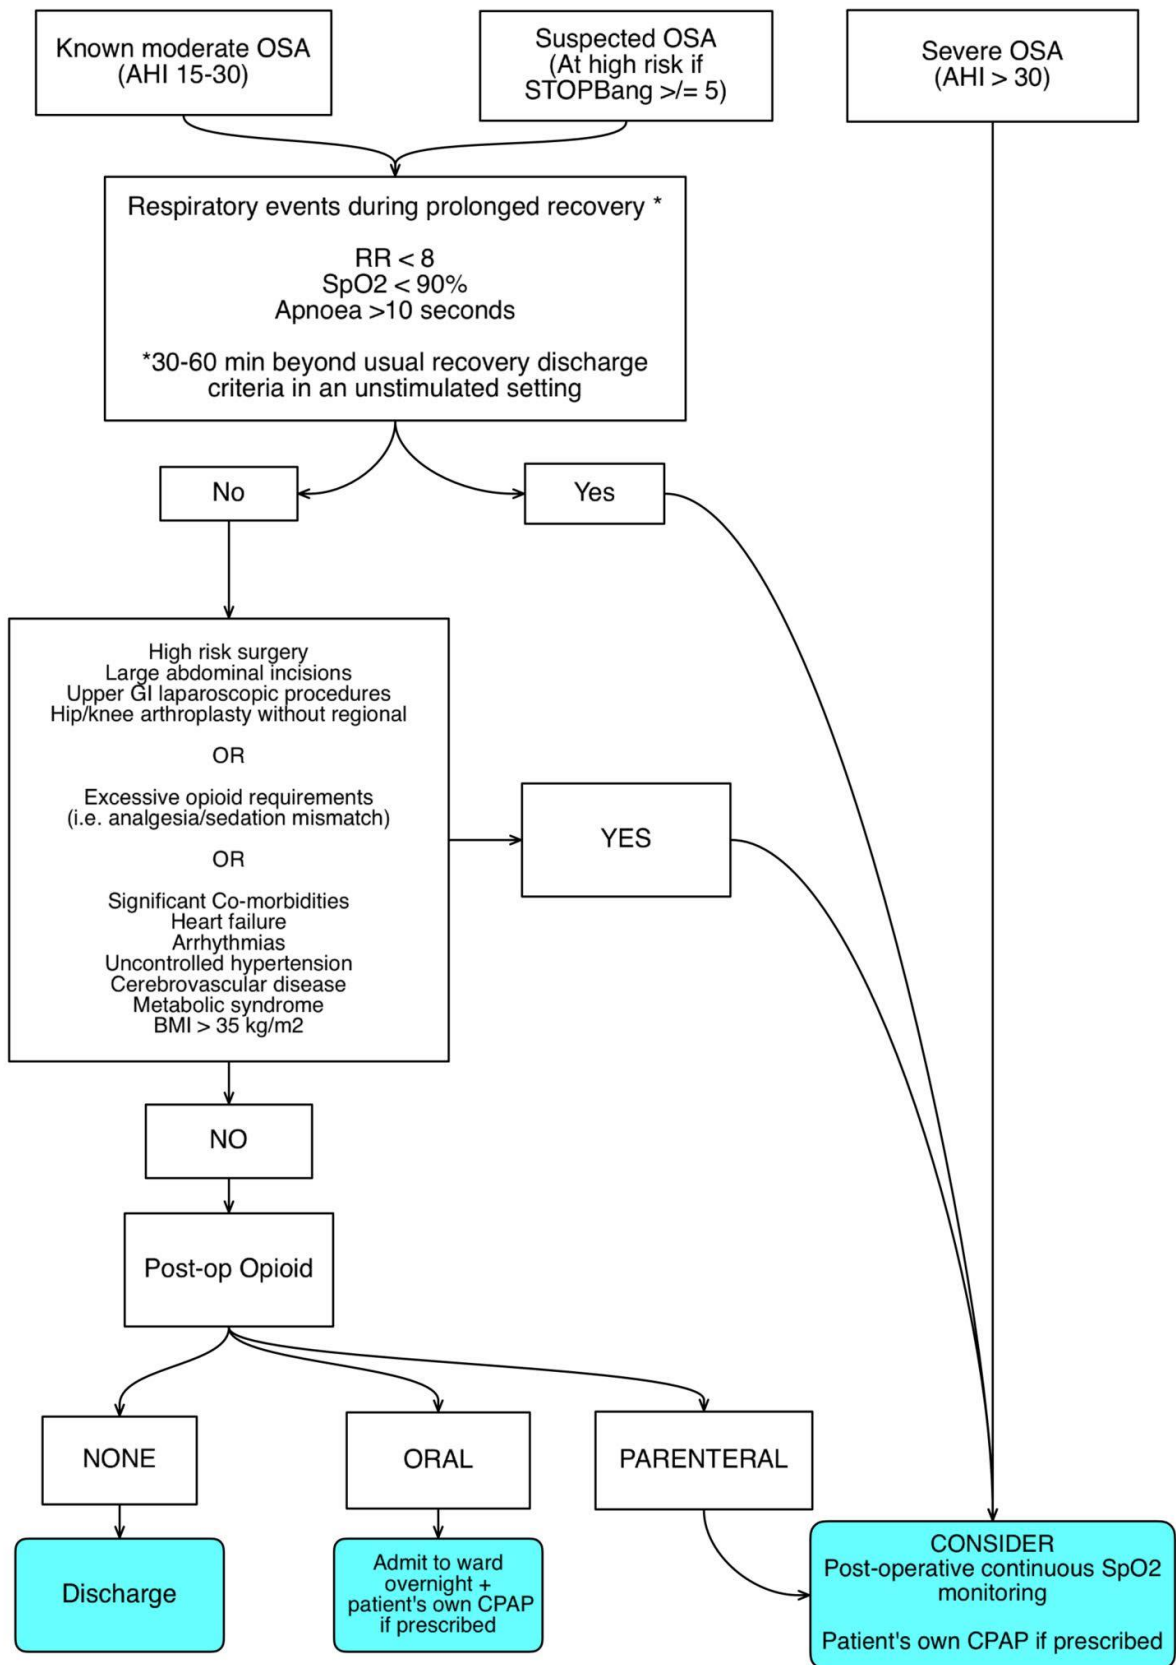 Known moderate OSA
(AHI 15-30)
Suspected OSA
(At high risk if
STOPBang >/= 5)
Severe OSA
(AHI > 30)
Respiratory events during prolonged recovery *
RR < 8
SpO2 < 90%
Apnoea >10 seconds
*30-60 min beyond usual recovery discharge
criteria in an unstimulated setting
No
Yes
High risk surgery
Large abdominal incisions
Upper GI laparoscopic procedures
Hip/knee arthroplasty without regional
OR
Excessive opioid requirements
(i.e. analgesia/sedation mismatch)
OR
Significant Co-morbidities
Heart failure
Arrhythmias
Uncontrolled hypertension
Cerebrovascular disease
Metabolic syndrome
BMI > 35 kg/m2
YES
NO
Post-op Opioid
NONE
ORAL
PARENTERAL
Discharge
Admit to ward
overnight +
patient's own CPAP
if prescribed
CONSIDER
Post-operative continuous SpO2
monitoring
Patient's own CPAP if prescribed